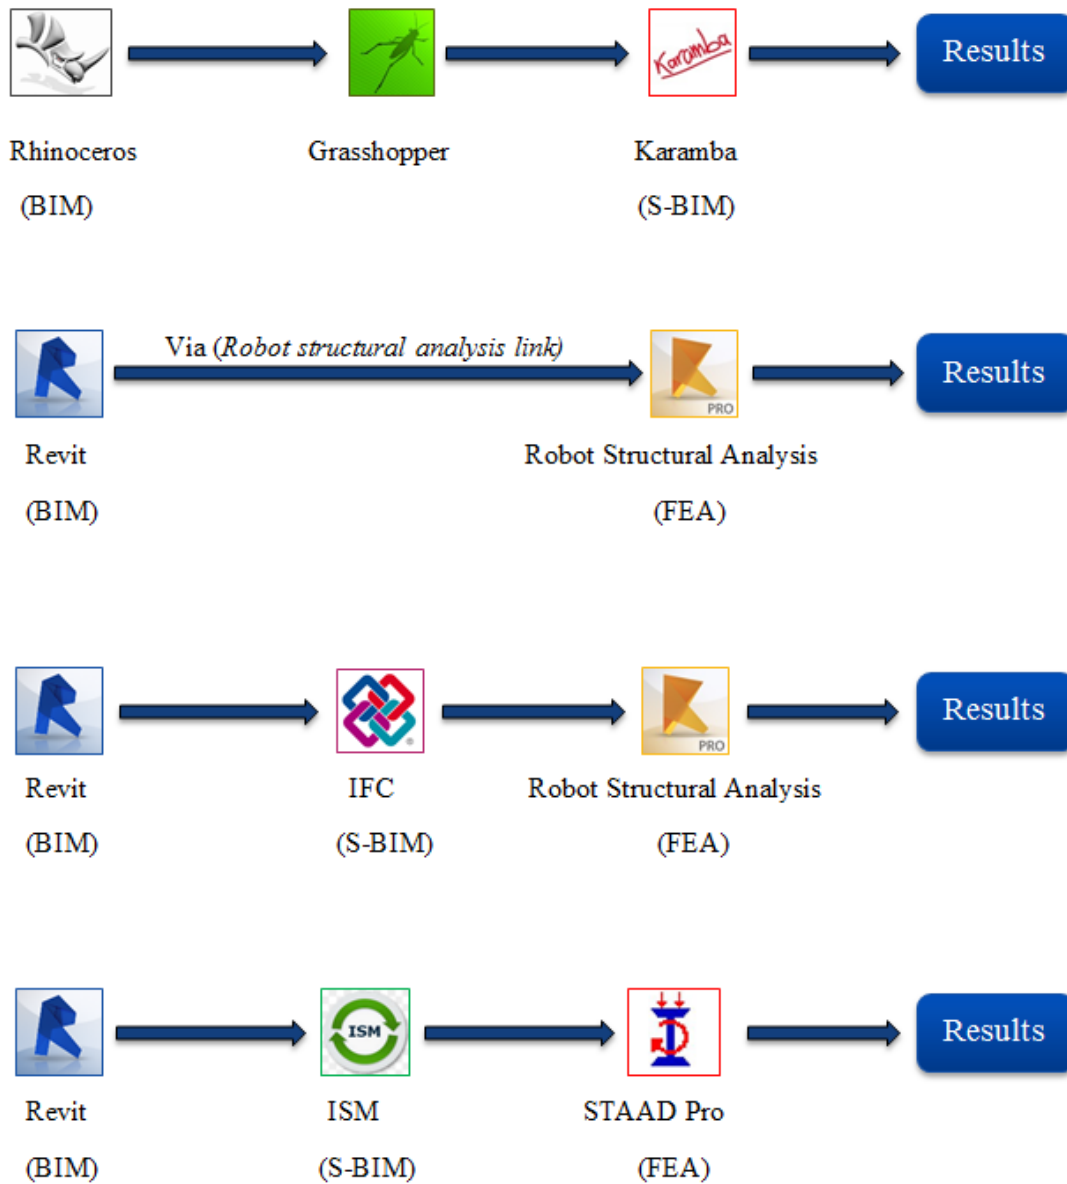 Karamba
Results
Rhinoceros
Grasshopper
Karamba
(BIM)
(S-BIM)
Via (Robot structural analysis link)
PRO
Results
Revit
Robot Structural Analysis
(BIM)
(FEA)
®
PRO
Results
Revit
IFC
Robot Structural Analysis
(BIM)
(S-BIM)
(FEA)
ISM
Results
Revit
ISM
STAAD Pro
(BIM)
(S-BIM)
(FEA)